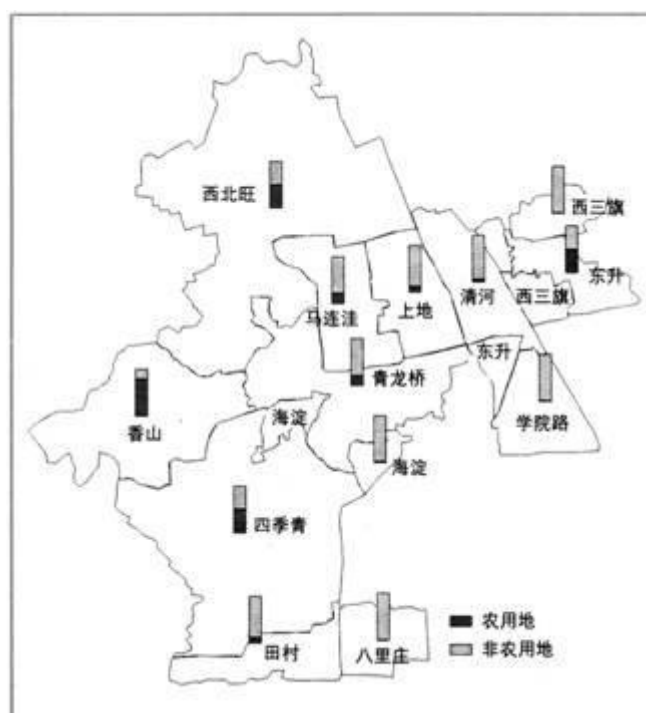 西北旺
西三旗
东升
马连洼
上地
清河
西三旗
东升
青龙桥
香山
海淀
学院路
海淀
四季青
农用地
非农用地
田村
八里庄